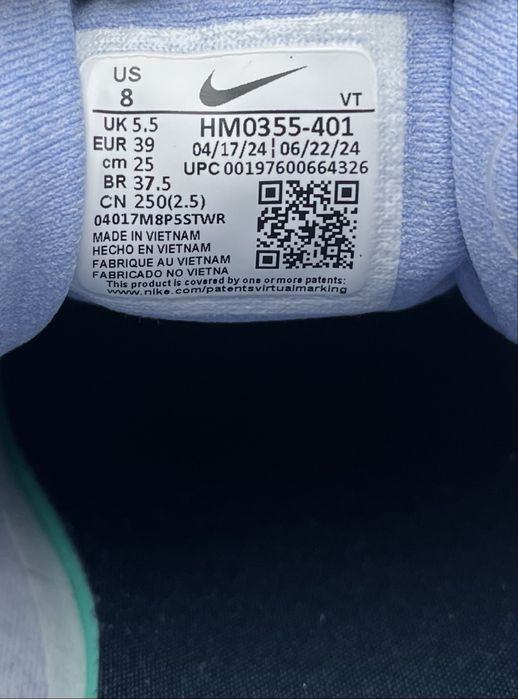 US
8
VT
UK 5.5
EUR 39
cm 25
BR 37.5
CN 250(2.5)
HM0355-401
04/17/24 | 06/22/24
UPC 00197600664326
04017M8P5STWR
MADE IN VIETNAM
HECHO EN VIETNAM
FABRIQUE AU VIETNAM
FABRICADO NO VIETNA
This product is covered by one or more patents:
www.nike.com/patentsvirtualmarking